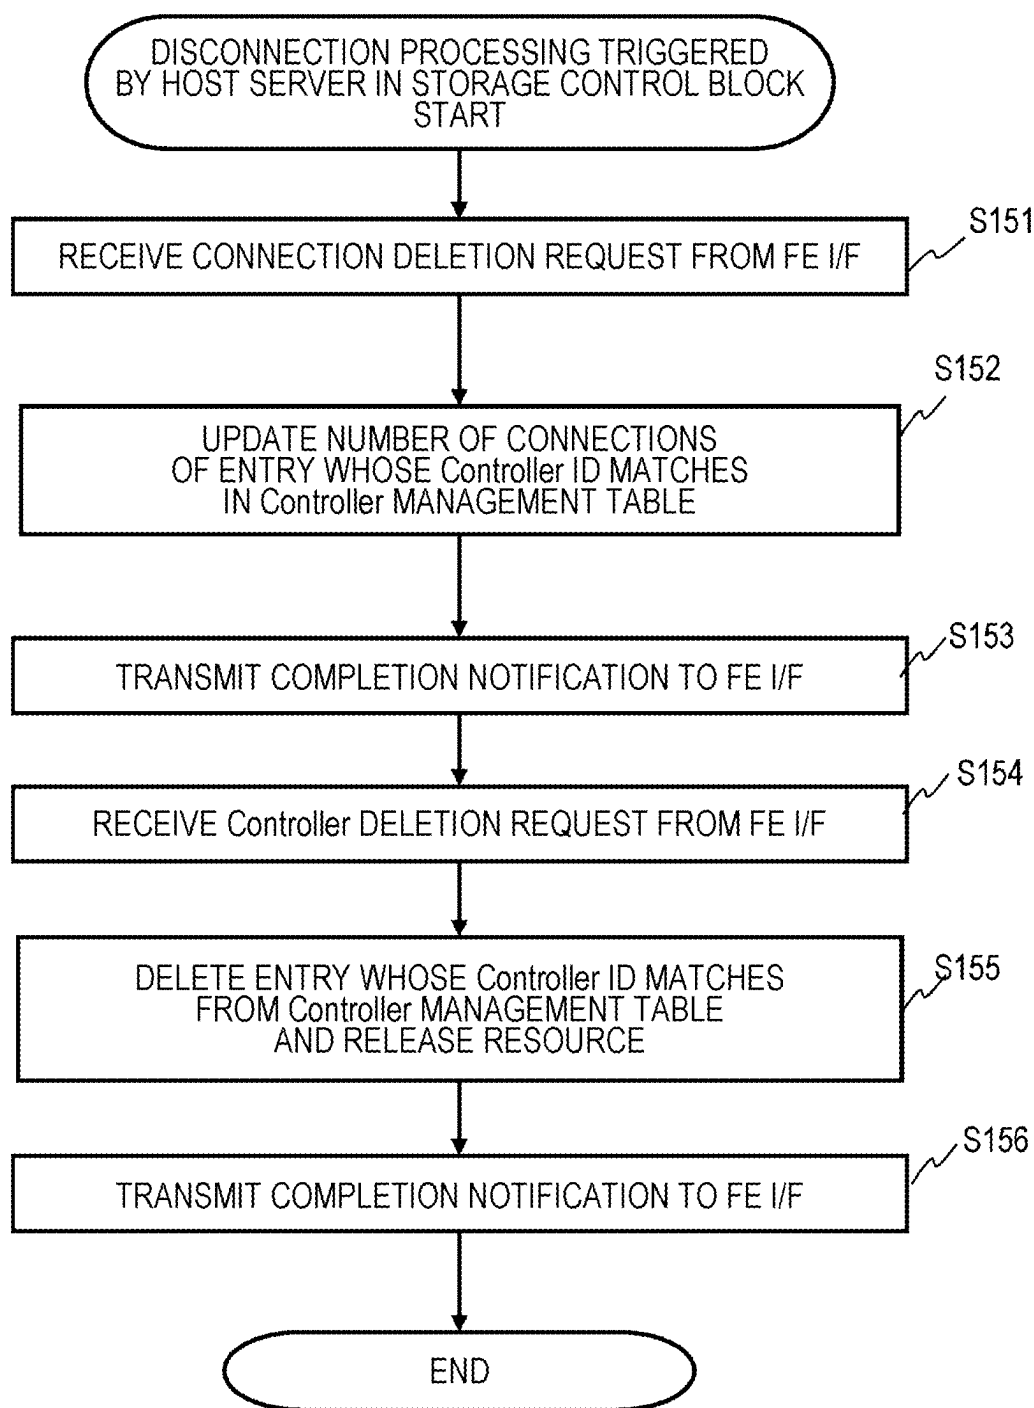 DISCONNECTION PROCESSING TRIGGERED
BY HOST SERVER IN STORAGE CONTROL BLOCK
START
S151
RECEIVE CONNECTION DELETION REQUEST FROM FE I/F
S152
UPDATE NUMBER OF CONNECTIONS
OF ENTRY WHOSE Controller ID MATCHES
IN Controller MANAGEMENT TABLE
S153
TRANSMIT COMPLETION NOTIFICATION TO FE I/F
S154
RECEIVE Controller DELETION REQUEST FROM FE I/F
S155
DELETE ENTRY WHOSE Controller ID MATCHES
FROM Controller MANAGEMENT TABLE
AND RELEASE RESOURCE
S156
TRANSMIT COMPLETION NOTIFICATION TO FE I/F
END